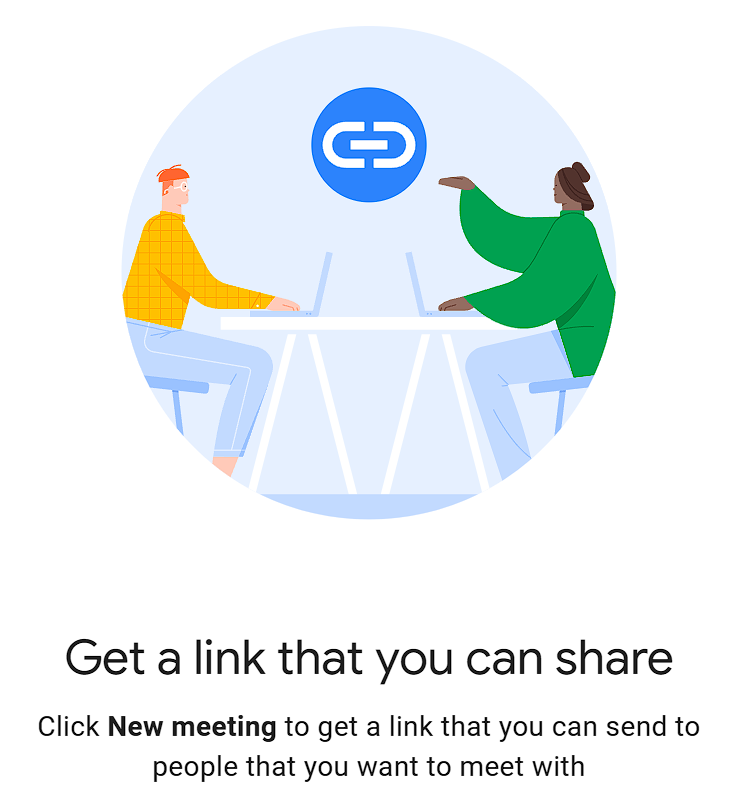 Get a link that you can share
Click New meeting to get a link that you can send to
people that you want to meet with